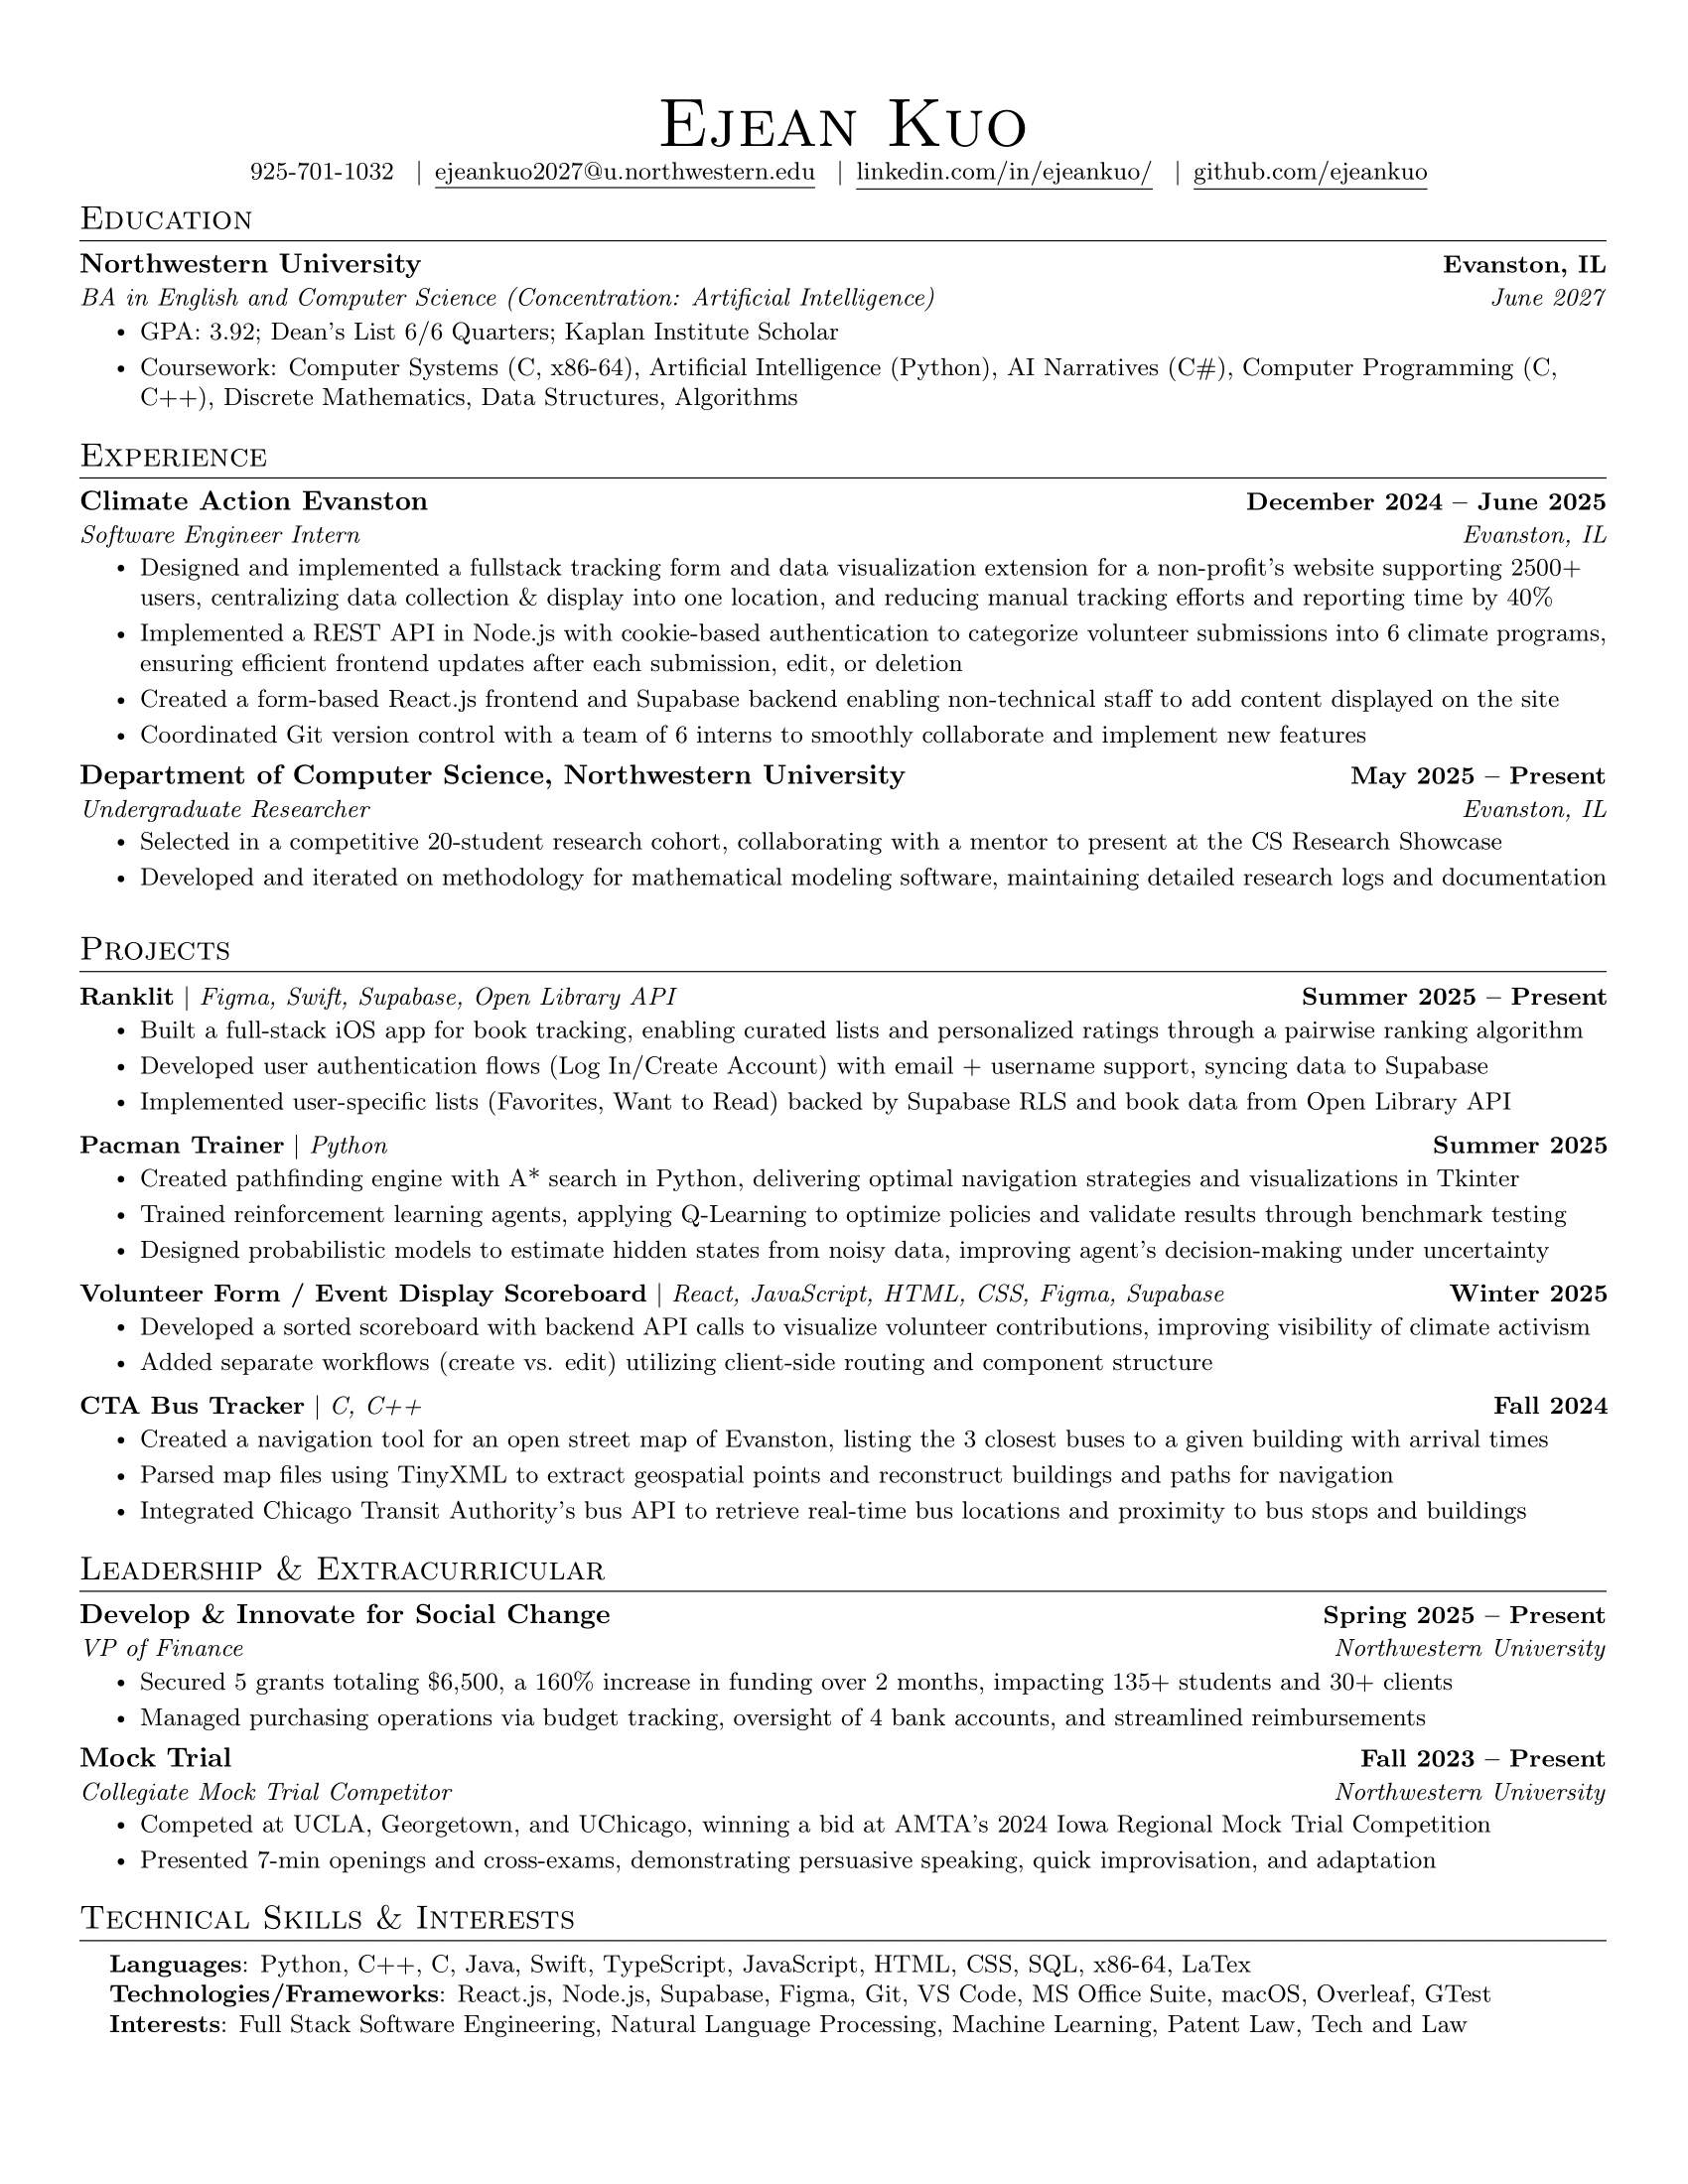 Ejean Kuo
925-701-1032 | ejeankuo2027@u.northwestern.edu | linkedin.com/in/ejeankuo/ | github.com/ejeankuo
Education
Northwestern University Evanston, IL
BA in English and Computer Science (Concentration: Artificial Intelligence) June 2027
• GPA: 3.92; Dean's List 6/6 Quarters; Kaplan Institute Scholar
• Coursework: Computer Systems (C, x86-64), Artificial Intelligence (Python), AI Narratives (C#), Computer Programming (C,
C++), Discrete Mathematics, Data Structures, Algorithms
Experience
Climate Action Evanston December 2024 – June 2025
Software Engineer Intern Evanston, IL
• Designed and implemented a fullstack tracking form and data visualization extension for a non-profit's website supporting 2500+
users, centralizing data collection & display into one location, and reducing manual tracking efforts and reporting time by 40%
• Implemented a REST API in Node.js with cookie-based authentication to categorize volunteer submissions into 6 climate programs,
ensuring efficient frontend updates after each submission, edit, or deletion
• Created a form-based React.js frontend and Supabase backend enabling non-technical staff to add content displayed on the site
• Coordinated Git version control with a team of 6 interns to smoothly collaborate and implement new features
Department of Computer Science, Northwestern University May 2025 – Present
Undergraduate Researcher Evanston, IL
• Selected in a competitive 20-student research cohort, collaborating with a mentor to present at the CS Research Showcase
• Developed and iterated on methodology for mathematical modeling software, maintaining detailed research logs and documentation
Projects
Ranklit | Figma, Swift, Supabase, Open Library API Summer 2025 – Present
• Built a full-stack iOS app for book tracking, enabling curated lists and personalized ratings through a pairwise ranking algorithm
• Developed user authentication flows (Log In/Create Account) with email + username support, syncing data to Supabase
• Implemented user-specific lists (Favorites, Want to Read) backed by Supabase RLS and book data from Open Library API
Pacman Trainer | Python Summer 2025
• Created pathfinding engine with A* search in Python, delivering optimal navigation strategies and visualizations in Tkinter
• Trained reinforcement learning agents, applying Q-Learning to optimize policies and validate results through benchmark testing
• Designed probabilistic models to estimate hidden states from noisy data, improving agent's decision-making under uncertainty
Volunteer Form / Event Display Scoreboard | React, JavaScript, HTML, CSS, Figma, Supabase Winter 2025
• Developed a sorted scoreboard with backend API calls to visualize volunteer contributions, improving visibility of climate activism
• Added separate workflows (create vs. edit) utilizing client-side routing and component structure
CTA Bus Tracker | C, C++ Fall 2024
• Created a navigation tool for an open street map of Evanston, listing the 3 closest buses to a given building with arrival times
• Parsed map files using TinyXML to extract geospatial points and reconstruct buildings and paths for navigation
• Integrated Chicago Transit Authority's bus API to retrieve real-time bus locations and proximity to bus stops and buildings
Leadership & Extracurricular
Develop & Innovate for Social Change Spring 2025 – Present
VP of Finance Northwestern University
• Secured 5 grants totaling $6,500, a 160% increase in funding over 2 months, impacting 135+ students and 30+ clients
• Managed purchasing operations via budget tracking, oversight of 4 bank accounts, and streamlined reimbursements
Mock Trial Fall 2023 – Present
Collegiate Mock Trial Competitor Northwestern University
• Competed at UCLA, Georgetown, and UChicago, winning a bid at AMTA's 2024 Iowa Regional Mock Trial Competition
• Presented 7-min openings and cross-exams, demonstrating persuasive speaking, quick improvisation, and adaptation
Technical Skills & Interests
Languages: Python, C++, C, Java, Swift, TypeScript, JavaScript, HTML, CSS, SQL, x86-64, LaTex
Technologies/Frameworks: React.js, Node.js, Supabase, Figma, Git, VS Code, MS Office Suite, macOS, Overleaf, GTest
Interests: Full Stack Software Engineering, Natural Language Processing, Machine Learning, Patent Law, Tech and Law